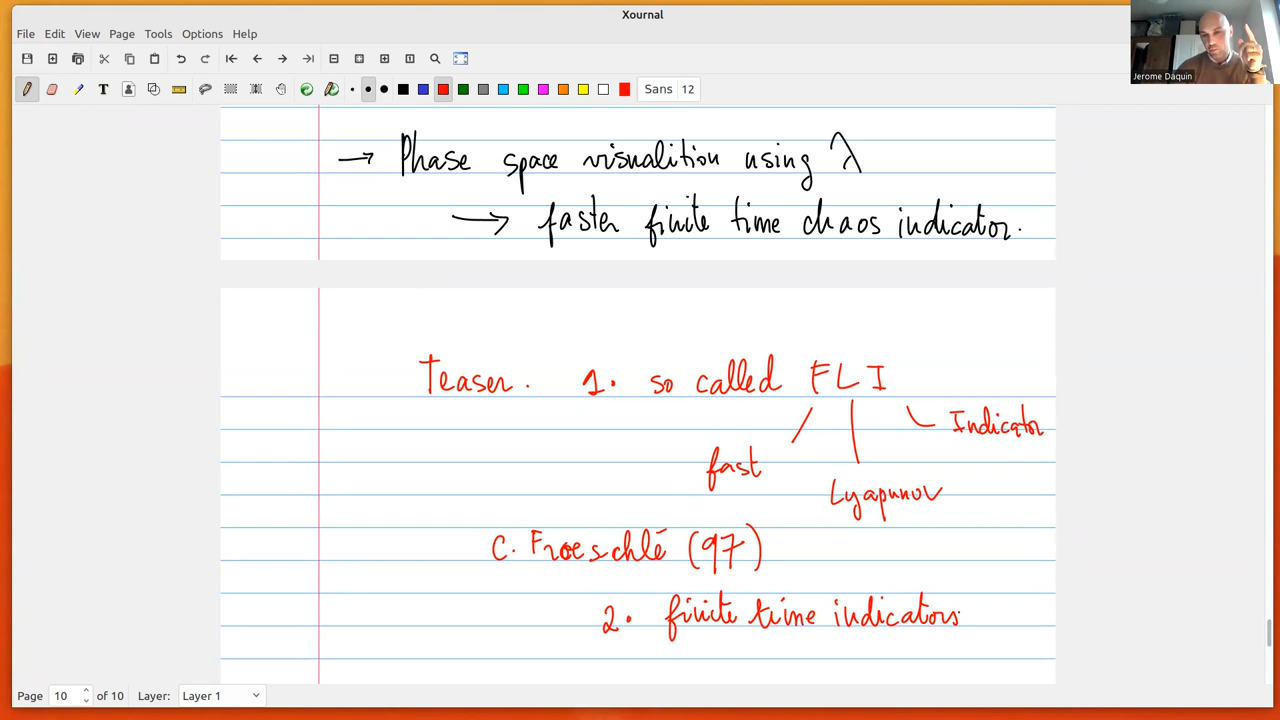 Xournal
File Edit View Page Tools Options Help
Sans 12
Jerome Daquin
→ Phase space visualition using λ
→ faster finite time chaos indicator.
Teaser. 1. so called FLI
Indicator
fast
Lyapunov
C. Froeschlé (97)
2. finite time indicators
Page 10 of 10 Layer: Layer 1